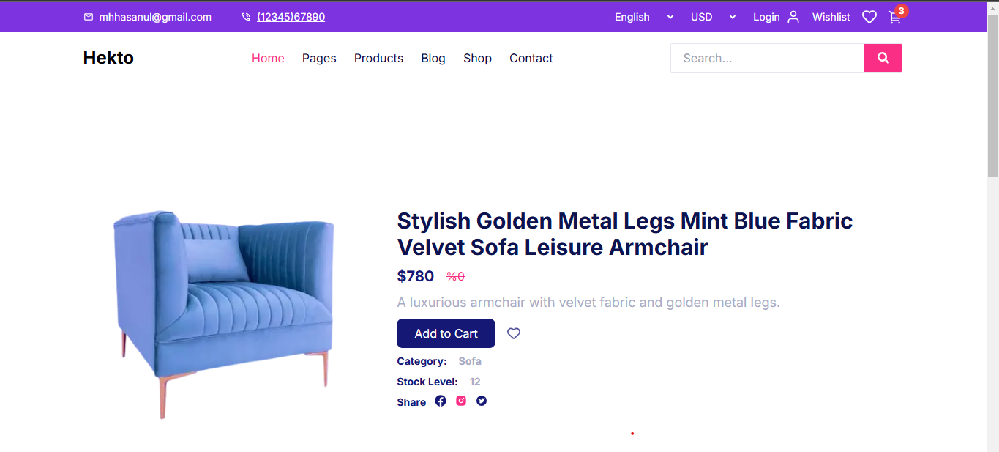 mhhasanul@gmail.com (12345)67890 English USD Login Wishlist 3
Hekto Home Pages Products Blog Shop Contact Search...
Stylish Golden Metal Legs Mint Blue Fabric
Velvet Sofa Leisure Armchair
$780 %0
A luxurious armchair with velvet fabric and golden metal legs.
Add to Cart
Category: Sofa
Stock Level: 12
Share